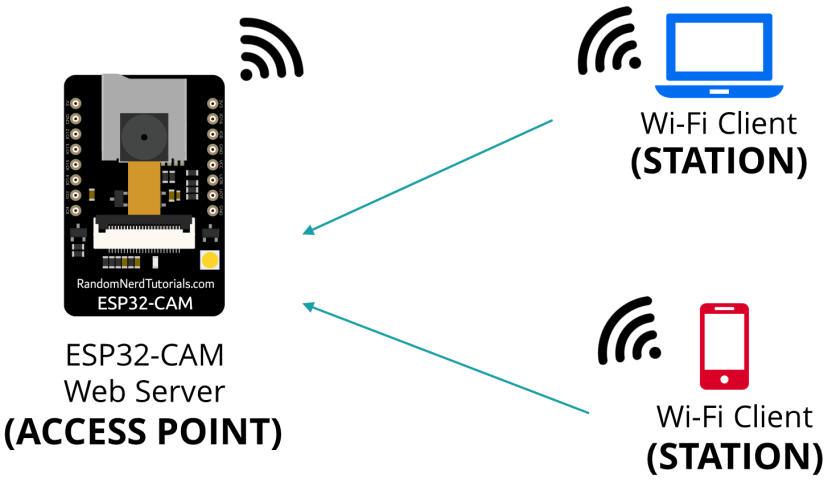 RandomNerdTutorials.com
ESP32-CAM
ESP32-CAM
Web Server
(ACCESS POINT)
Wi-Fi Client
(STATION)
Wi-Fi Client
(STATION)